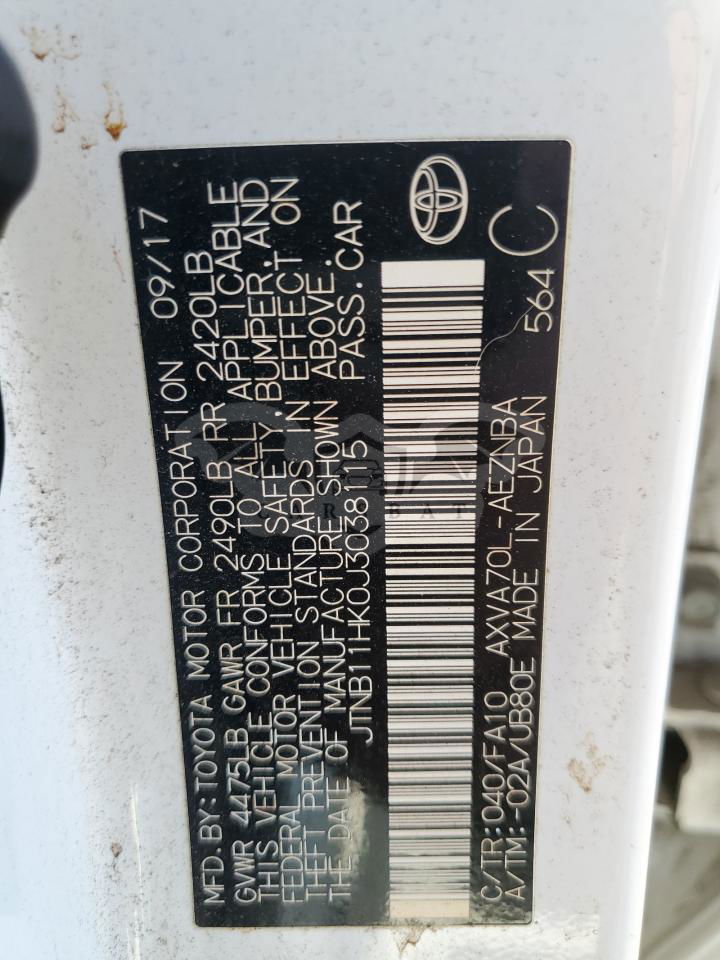 MFD. BY: TOYOTA MOTOR CORPORATION 09/17
GVWR 4475LB GAWR FR 2490LB RR 2420LB
THIS VEHICLE CONFORMS TO ALL APPLICABLE
FEDERAL MOTOR VEHICLE SAFETY, BUMPER, AND
THEFT PREVENTION STANDARDS IN EFFECT ON
THE DATE OF MANUFACTURE SHOWN ABOVE.
JTNB11HK0J3038115 PASS. CAR
C/TR: 040/FA10 AXVA70L-AEZNBA 564 C
A/TM: -02A/UB80E MADE IN JAPAN